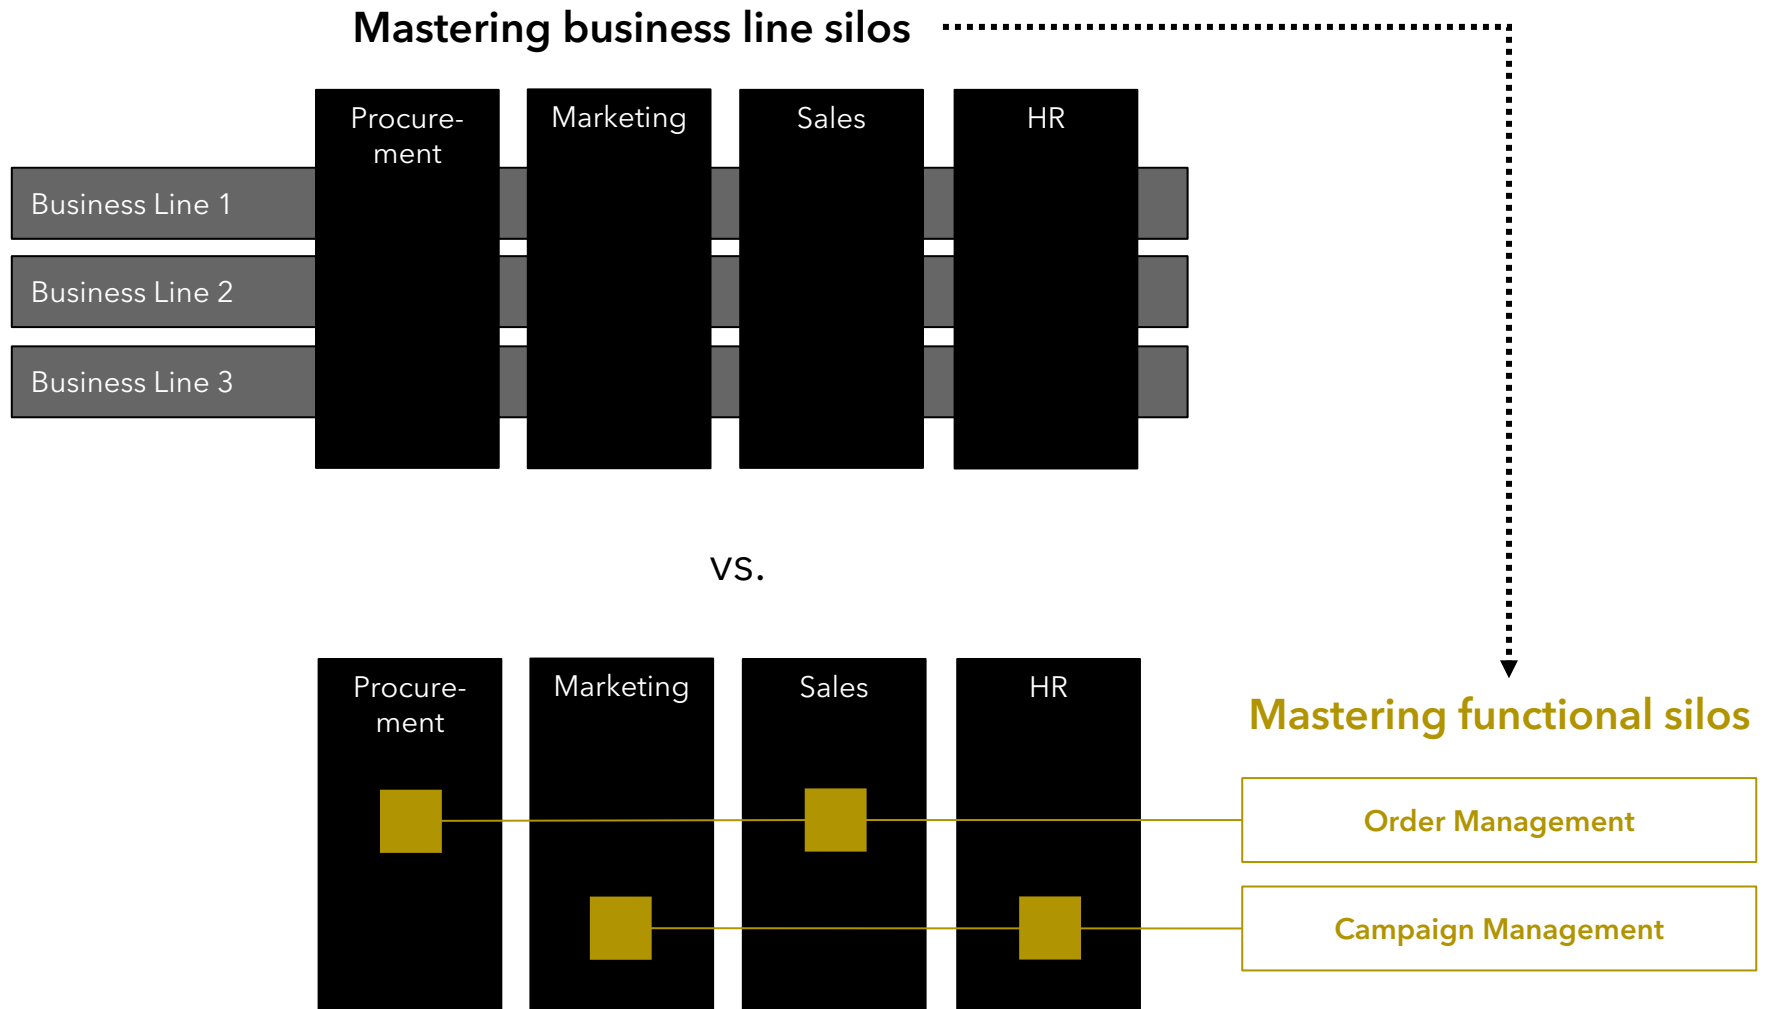 Mastering business line silos
Procure-
ment
Marketing
Sales
HR
Business Line 1
Business Line 2
Business Line 3
vs.
Procure-
ment
Marketing
Sales
HR
Mastering functional silos
Order Management
Campaign Management